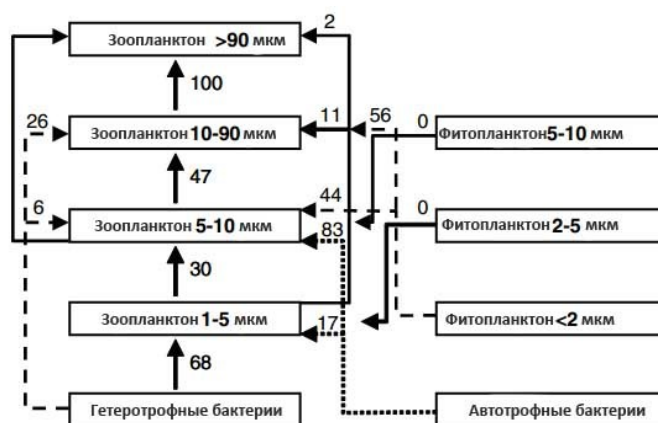 2
Зоопланктон >90 мкм
100
26
11
56
0
Зоопланктон 10-90 мкм
Фитопланктон5-10 мкм
47
6
44
0
Зоопланктон 5-10 мкм
Фитопланктон 2-5 мкм
83
30
Зоопланктон 1-5 мкм
17
Фитопланктон<2 мкм
68
Гетеротрофные бактерии
Автотрофные бактерии